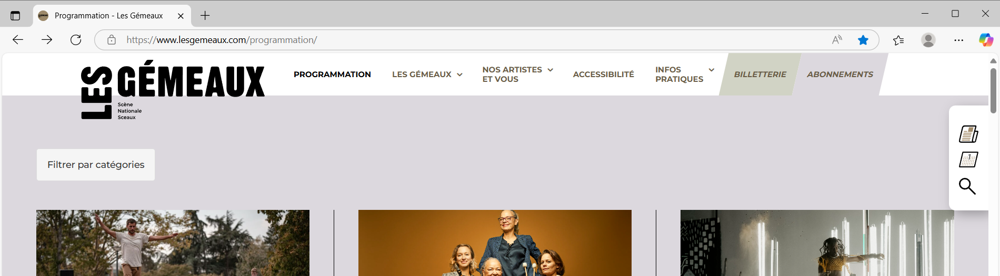 Programmation - Les Gémeaux
https://www.lesgemeaux.com/programmation/
LES GÉMEAUX
Scène
Nationale
Sceaux
PROGRAMMATION
LES GÉMEAUX
NOS ARTISTES
ET VOUS
ACCESSIBILITÉ
INFOS
PRATIQUES
BILLETTERIE
ABONNEMENTS
1
Filtrer par catégories